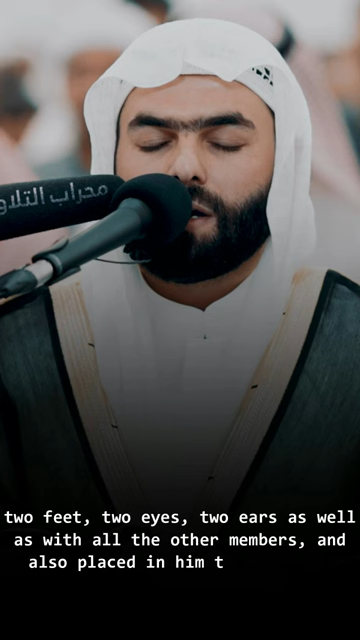 محراب التلاو
two feet, two eyes, two ears as well
as with all the other members, and
also placed in him t